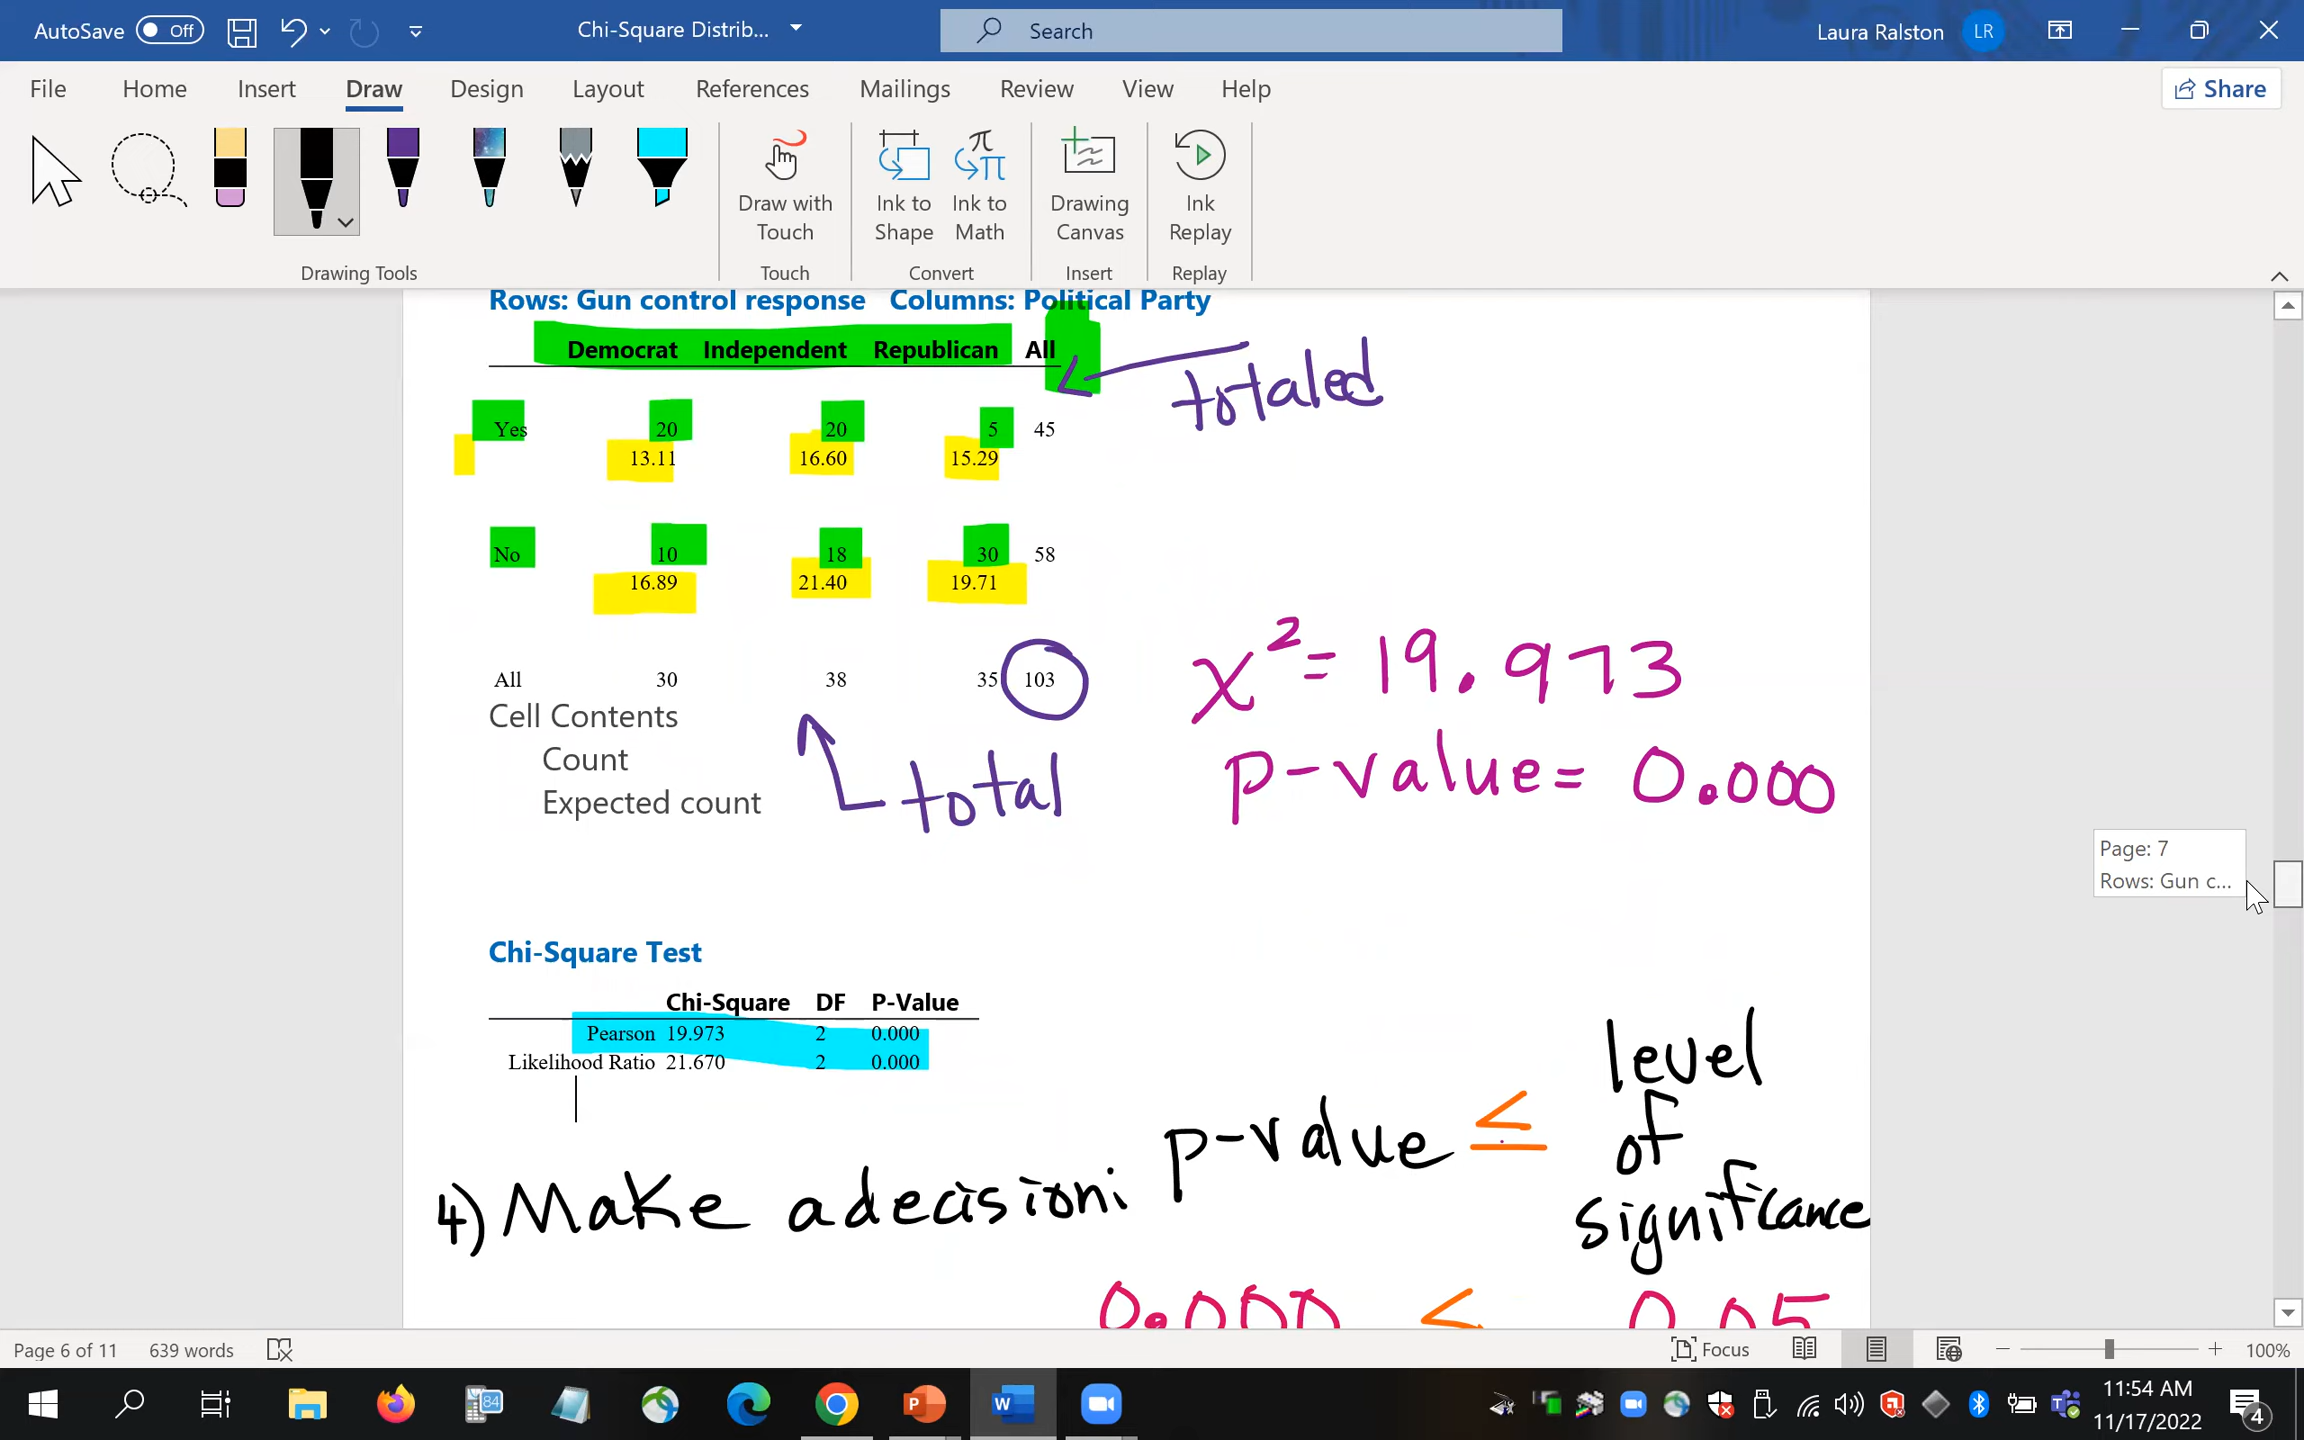 AutoSave Off Chi-Square Distrib... Search Laura Ralston LR
File Home Insert Draw Design Layout References Mailings Review View Help Share
Draw with Touch
Ink to Shape
Ink to Math
Drawing Canvas
Ink Replay
Drawing Tools Touch Convert Insert Replay
Rows: Gun control response Columns: Political Party
Democrat Independent Republican All
totaled
Yes 20 20 5 45
13.11 16.60 15.29
No 10 18 30 58
16.89 21.40 19.71
All 30 38 35 103
Cell Contents
Count
Expected count
total
χ² = 19.973
p-value = 0.000
Page: 7
Rows: Gun c...
Chi-Square Test
Chi-Square DF P-Value
Pearson 19.973 2 0.000
Likelihood Ratio 21.670 2 0.000
4) Make a decision:
p-value ≤ level of significance
0.000 ≤ 0.05
Page 6 of 11 639 words Focus 100%
84
11:54 AM
11/17/2022
4